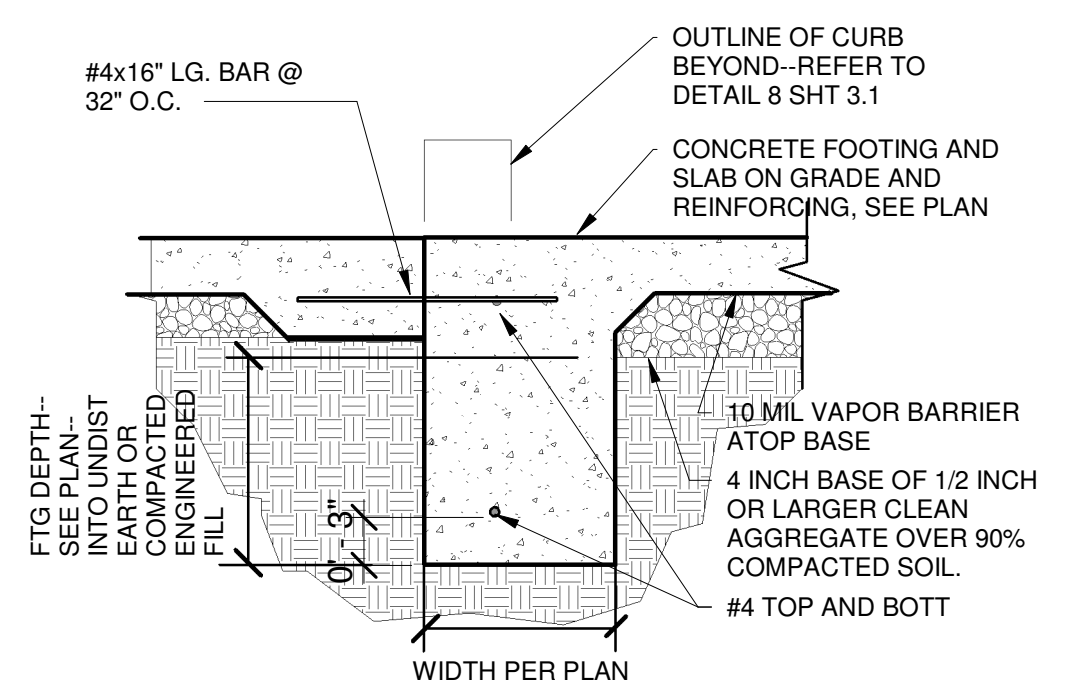 #4x16" LG. BAR @
32" O.C.
OUTLINE OF CURB
BEYOND--REFER TO
DETAIL 8 SHT 3.1
CONCRETE FOOTING AND
SLAB ON GRADE AND
REINFORCING, SEE PLAN
FTG DEPTH--
SEE PLAN--
INTO UNDIST
EARTH OR
COMPACTED
ENGINEERED
FILL
0' - 3"
10 MIL VAPOR BARRIER
ATOP BASE
4 INCH BASE OF 1/2 INCH
OR LARGER CLEAN
AGGREGATE OVER 90%
COMPACTED SOIL.
#4 TOP AND BOTT
WIDTH PER PLAN